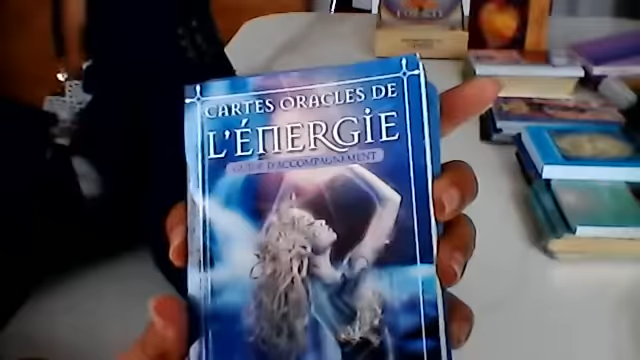 CARTES ORACLES DE
L'ÉNERGIE
GUIDE D'ACCOMPAGNEMENT